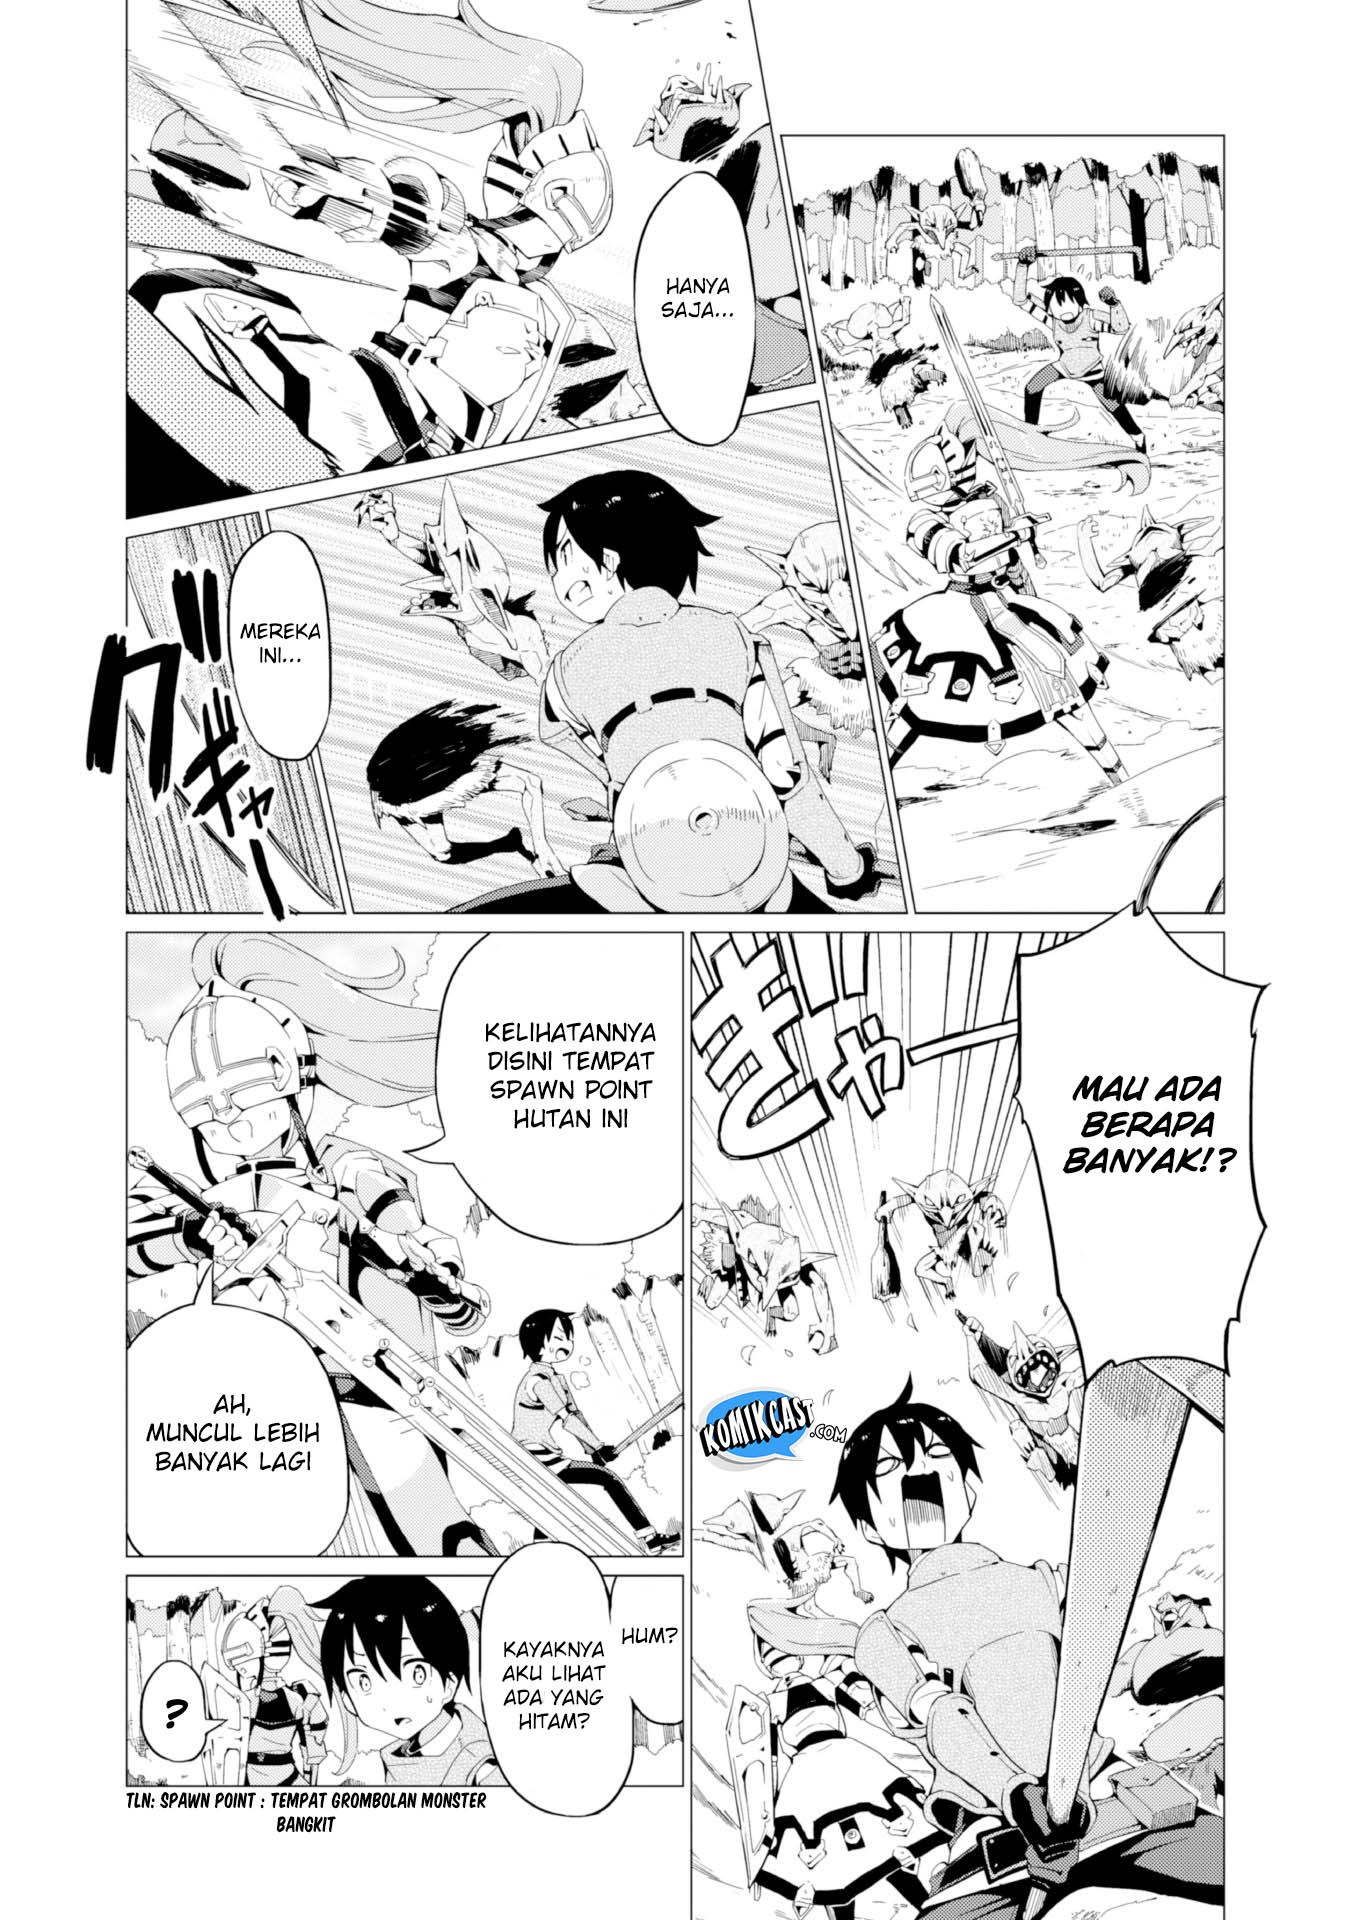 HANYA
SAJA...
MEREKA
INI...
グギャー
MAU ADA
BERAPA
BANYAK!?
ぎゃー
KELIHATANNYA
DISINI TEMPAT
SPAWN POINT
HUTAN INI
AH,
MUNCUL LEBIH
BANYAK LAGI
HUM?
KAYAKNYA
AKU LIHAT
ADA YANG
HITAM?
?
TLN: SPAWN POINT : TEMPAT GROMBOLAN MONSTER
BANGKIT
KOMIKCAST
.COM